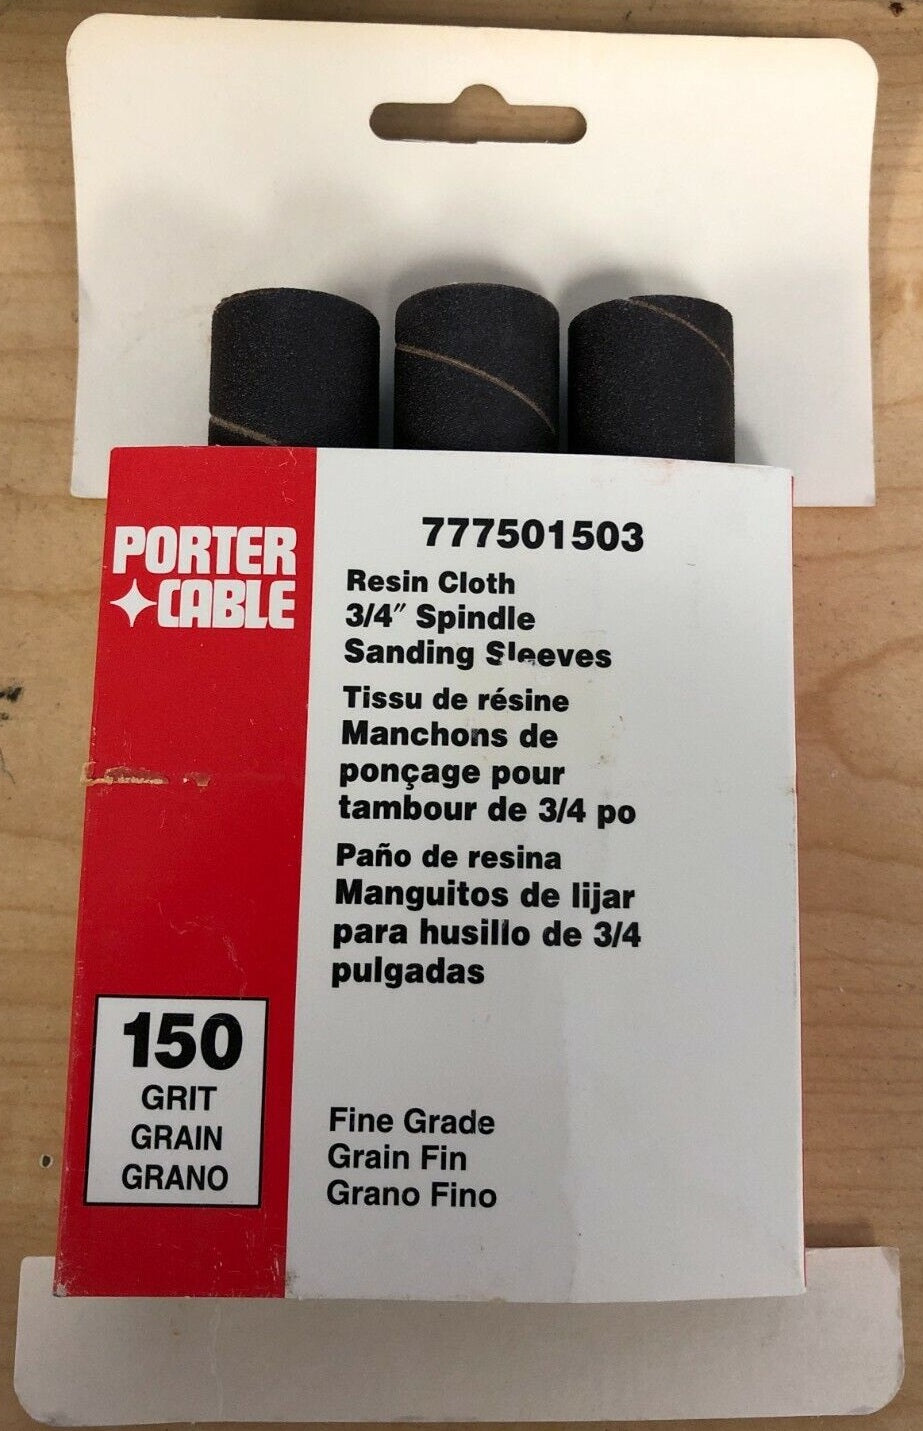 PORTER
CABLE
777501503
Resin Cloth
3/4″ Spindle
Sanding Sleeves
Tissu de résine
Manchons de
ponçage pour
tambour de 3/4 po
Paño de resina
Manguitos de lijar
para husillo de 3/4
pulgadas
150
GRIT
GRAIN
GRANO
Fine Grade
Grain Fin
Grano Fino